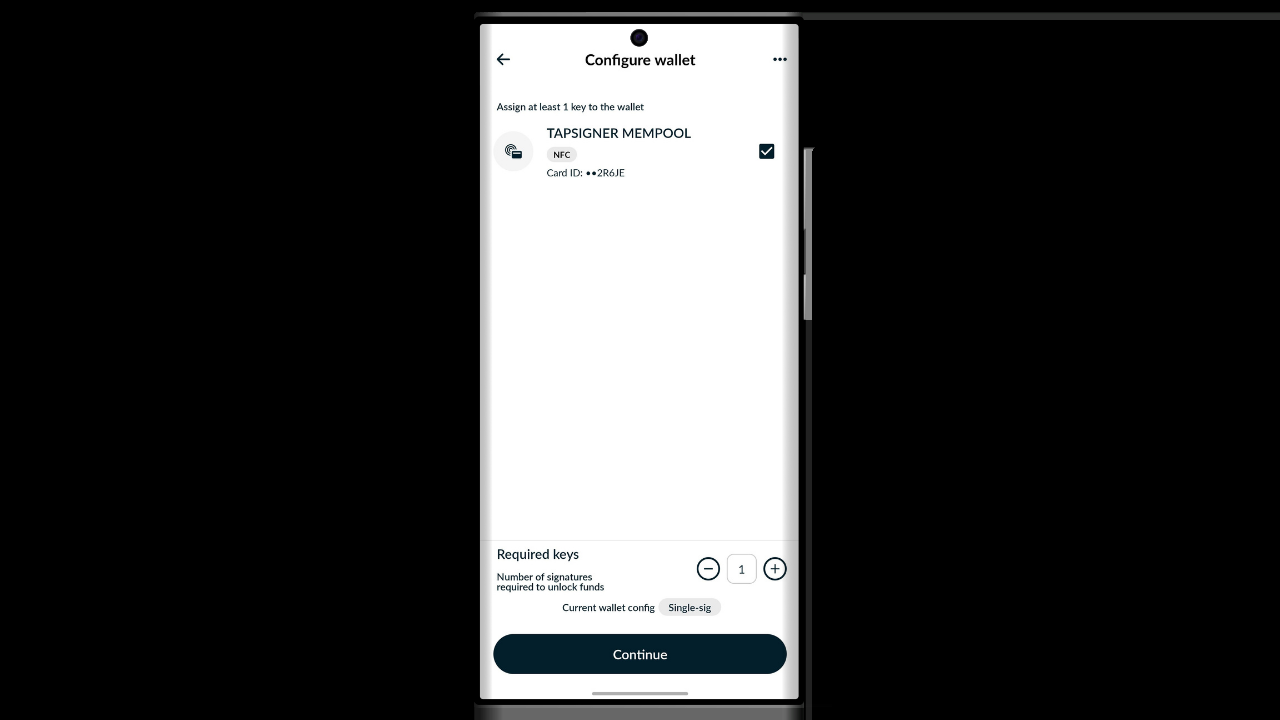 Configure wallet
Assign at least 1 key to the wallet
TAPSIGNER MEMPOOL
NFC
Card ID: ••2R6JE
Required keys
Number of signatures
required to unlock funds
1
Current wallet config Single-sig
Continue